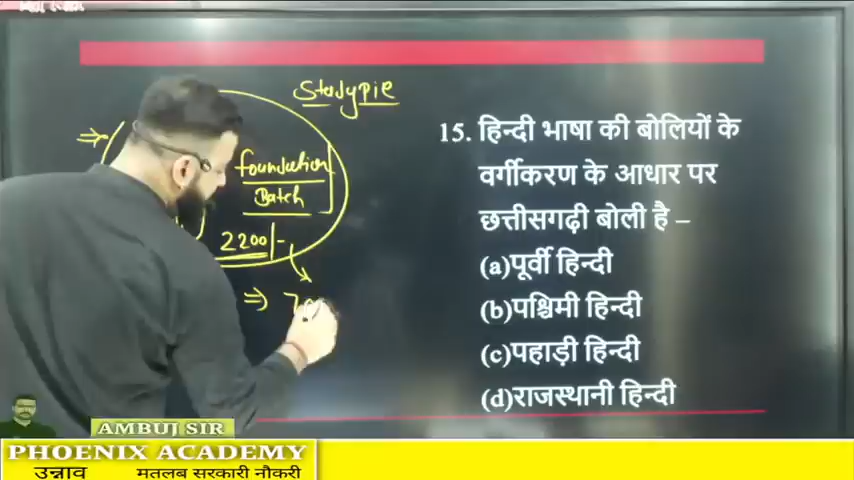 Studypie
foundation
Batch
2200/-
15. हिन्दी भाषा की बोलियों के
वर्गीकरण के आधार पर
छत्तीसगढ़ी बोली है –
(a)पूर्वी हिन्दी
(b)पश्चिमी हिन्दी
(c)पहाड़ी हिन्दी
(d)राजस्थानी हिन्दी
AMBUJ SIR
PHOENIX ACADEMY
उन्नाव मतलब सरकारी नौकरी